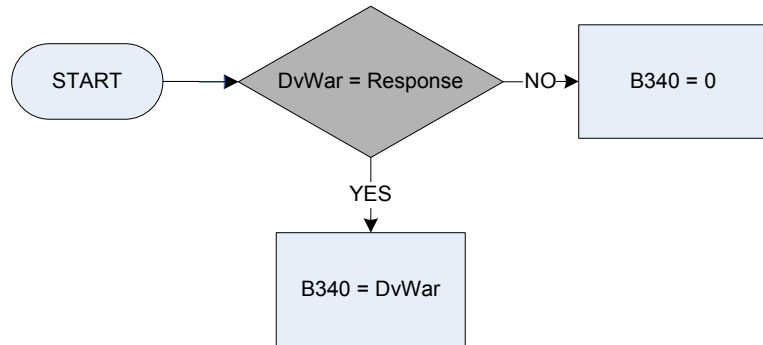 START
DvWar = Response
NO
B340 = 0
YES
B340 = DvWar